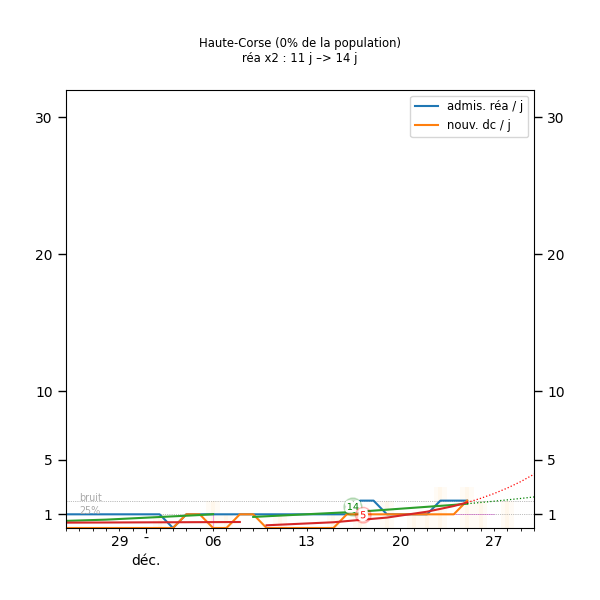 Haute-Corse (0% de la population)
réa x2 : 11 j –> 14 j
admis. réa / j
nouv. dc / j
30 30
20 20
10 10
5 5
bruit
25%
14
5
1 1
29 - 06 13 20 27
déc.